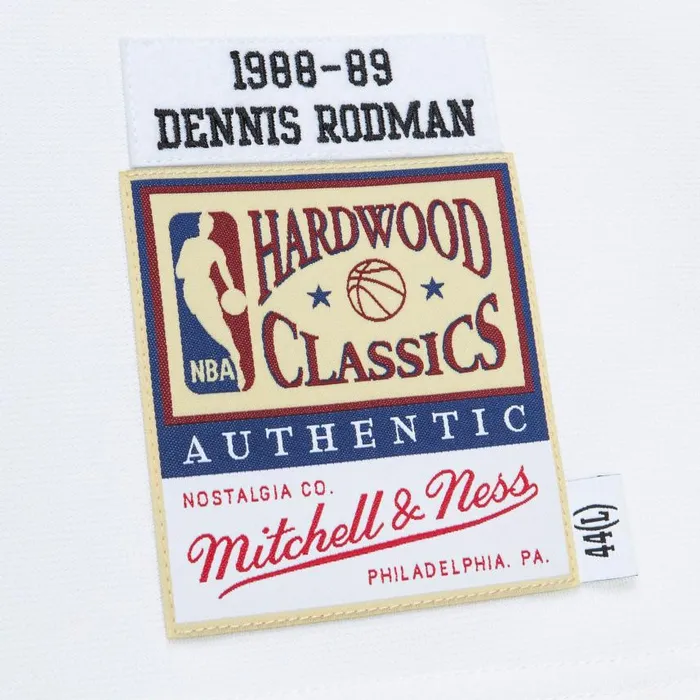 1988-89
DENNIS RODMAN
HARDWOOD
NBA
CLASSICS
AUTHENTIC
NOSTALGIA CO.
Mitchell & Ness
PHILADELPHIA. PA.
44(L)